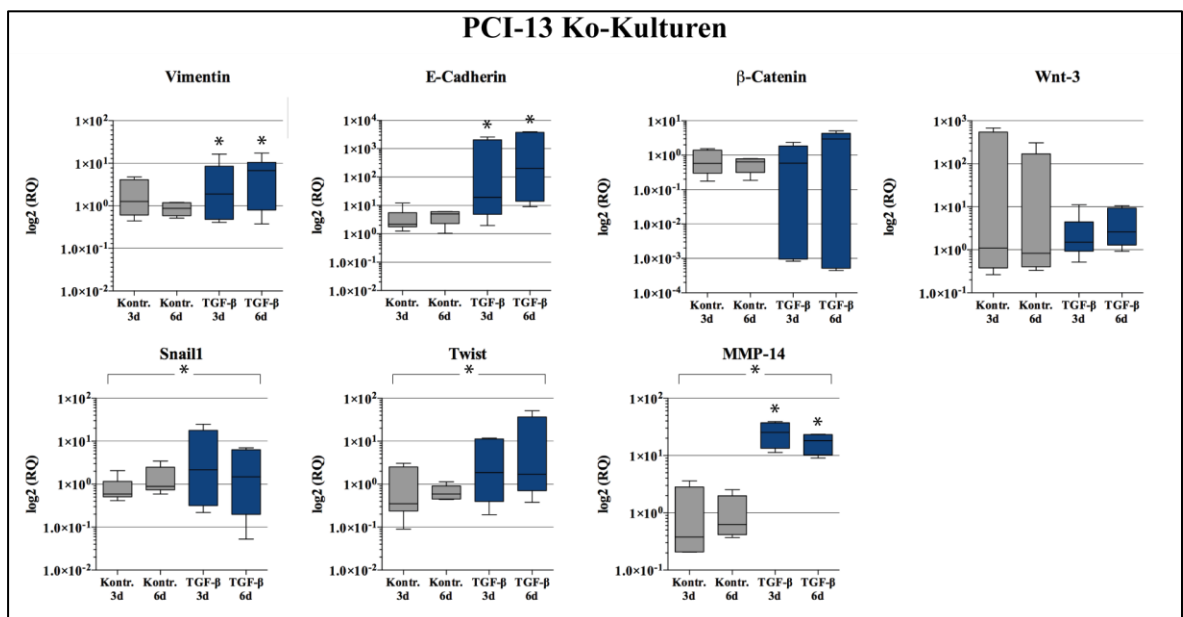 PCI-13 Ko-Kulturen
Vimentin
log2 (RQ)
1×10²
1×10¹
1.0×10⁰
1.0×10⁻¹
1.0×10⁻²
* *
Kontr. 3d
Kontr. 6d
TGF-β 3d
TGF-β 6d
E-Cadherin
log2 (RQ)
1×10⁴
1×10³
1×10²
1×10¹
1×10⁰
1.0×10⁻¹
1.0×10⁻²
* *
Kontr. 3d
Kontr. 6d
TGF-β 3d
TGF-β 6d
β-Catenin
log2 (RQ)
1×10¹
1×10⁰
1.0×10⁻¹
1.0×10⁻²
1.0×10⁻³
1.0×10⁻⁴
Kontr. 3d
Kontr. 6d
TGF-β 3d
TGF-β 6d
Wnt-3
log2 (RQ)
1×10³
1×10²
1×10¹
1×10⁰
1×10⁻¹
Kontr. 3d
Kontr. 6d
TGF-β 3d
TGF-β 6d
Snail1
*
log2 (RQ)
1×10²
1×10¹
1×10⁰
1.0×10⁻¹
1.0×10⁻²
Kontr. 3d
Kontr. 6d
TGF-β 3d
TGF-β 6d
Twist
*
log2 (RQ)
1×10²
1×10¹
1×10⁰
1.0×10⁻¹
1.0×10⁻²
Kontr. 3d
Kontr. 6d
TGF-β 3d
TGF-β 6d
MMP-14
*
log2 (RQ)
1×10²
1×10¹
1×10⁰
1×10⁻¹
* *
Kontr. 3d
Kontr. 6d
TGF-β 3d
TGF-β 6d